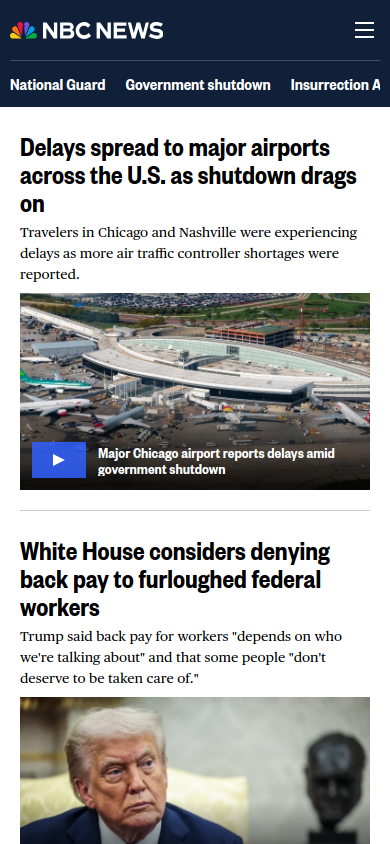 NBC NEWS
National Guard Government shutdown Insurrection A
Delays spread to major airports
across the U.S. as shutdown drags
on
Travelers in Chicago and Nashville were experiencing
delays as more air traffic controller shortages were
reported.
Major Chicago airport reports delays amid
government shutdown
White House considers denying
back pay to furloughed federal
workers
Trump said back pay for workers "depends on who
we're talking about" and that some people "don't
deserve to be taken care of."